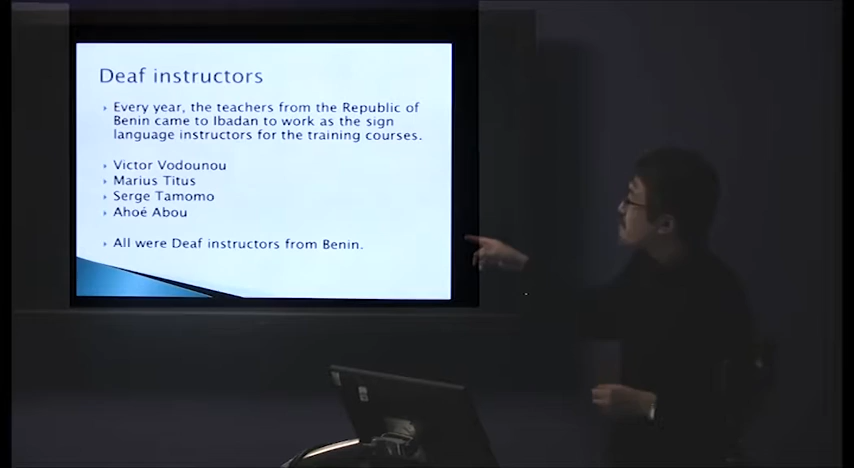 Deaf instructors
Every year, the teachers from the Republic of
Benin came to Ibadan to work as the sign
language instructors for the training courses.
Victor Vodounou
Marius Titus
Serge Tamomo
Ahoé Abou
All were Deaf instructors from Benin.